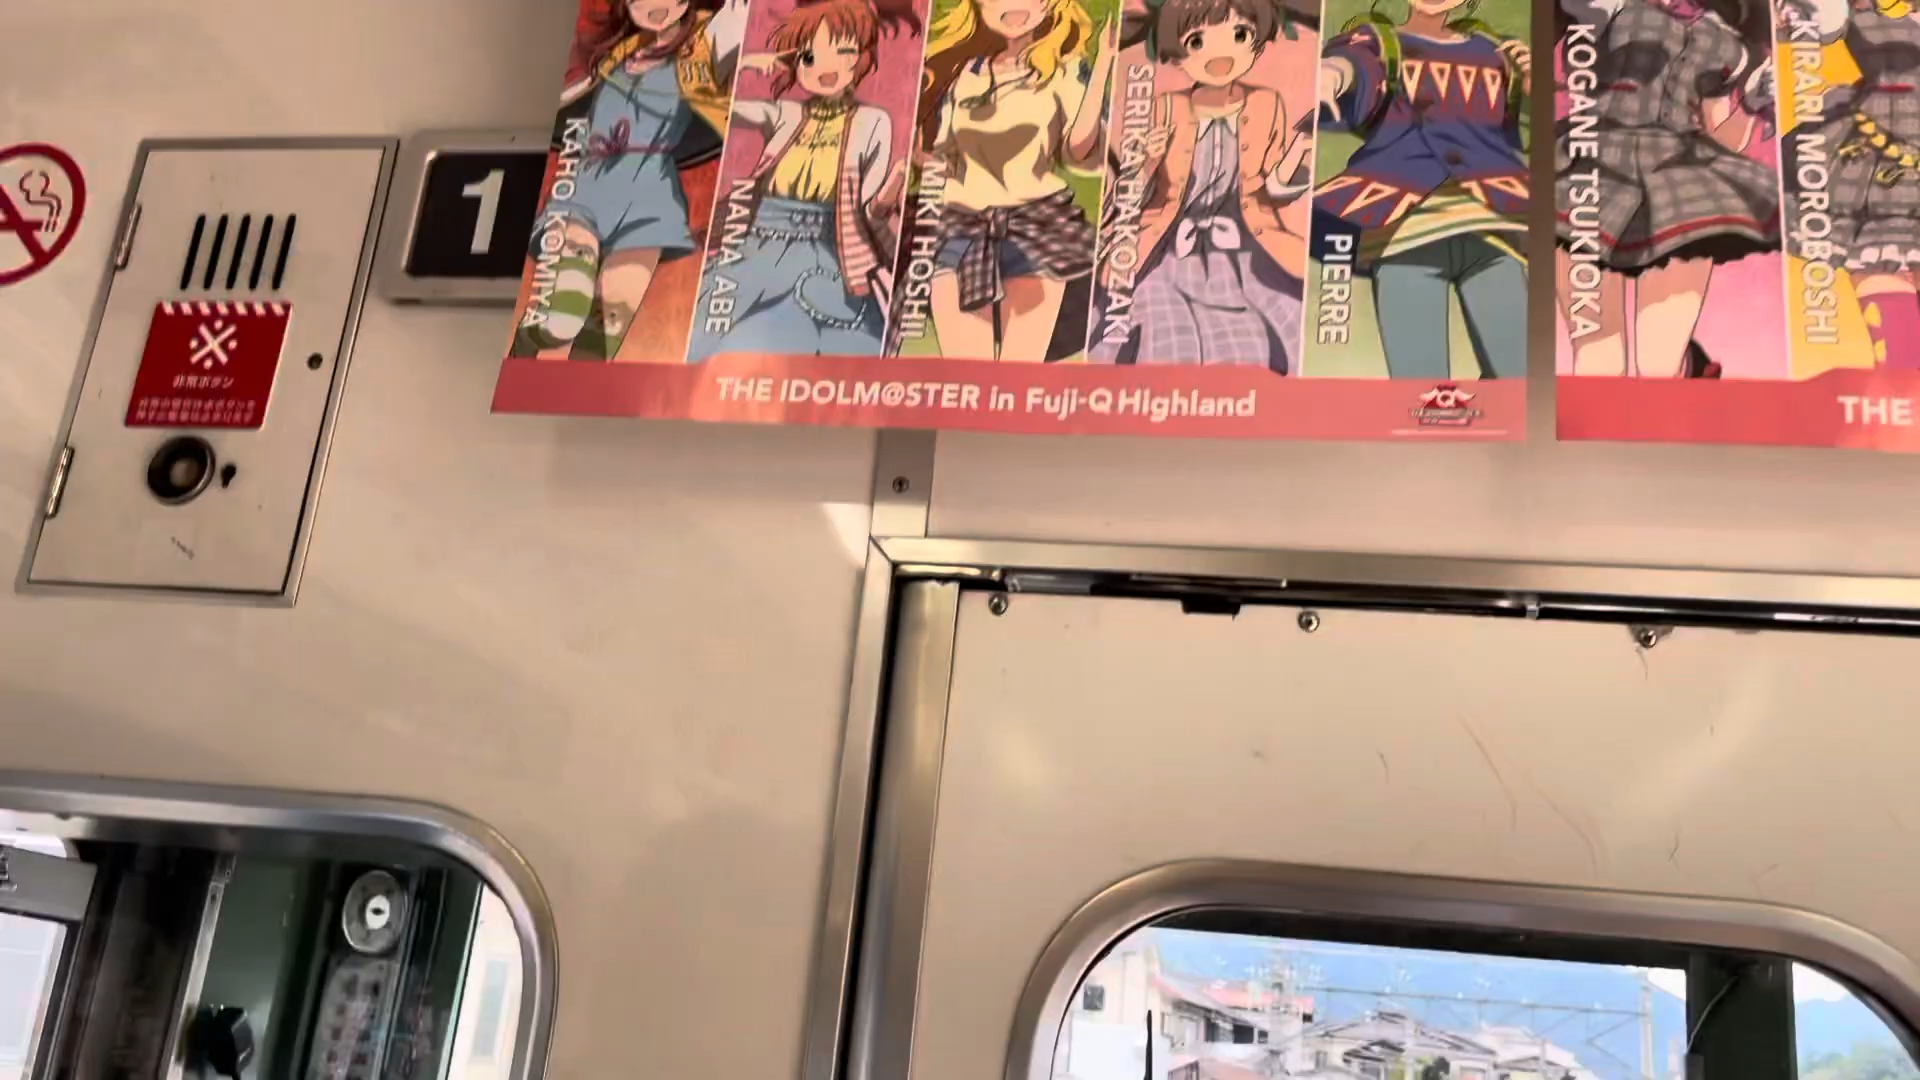 1
非常ボタン
KAHO KOMIYA
NANA ABE
MIKI HOSHII
SERIKA HAKOZAKI
PIERRE
KOGANE TSUKIOKA
KIRARI MOROBOSHI
THE IDOLM@STER in Fuji-Q Highland
THE